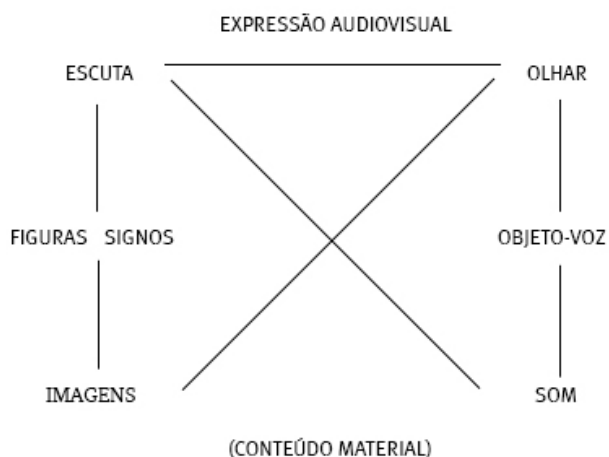 EXPRESSÃO AUDIOVISUAL
ESCUTA OLHAR
FIGURAS SIGNOS OBJETO-VOZ
IMAGENS SOM
(CONTEÚDO MATERIAL)